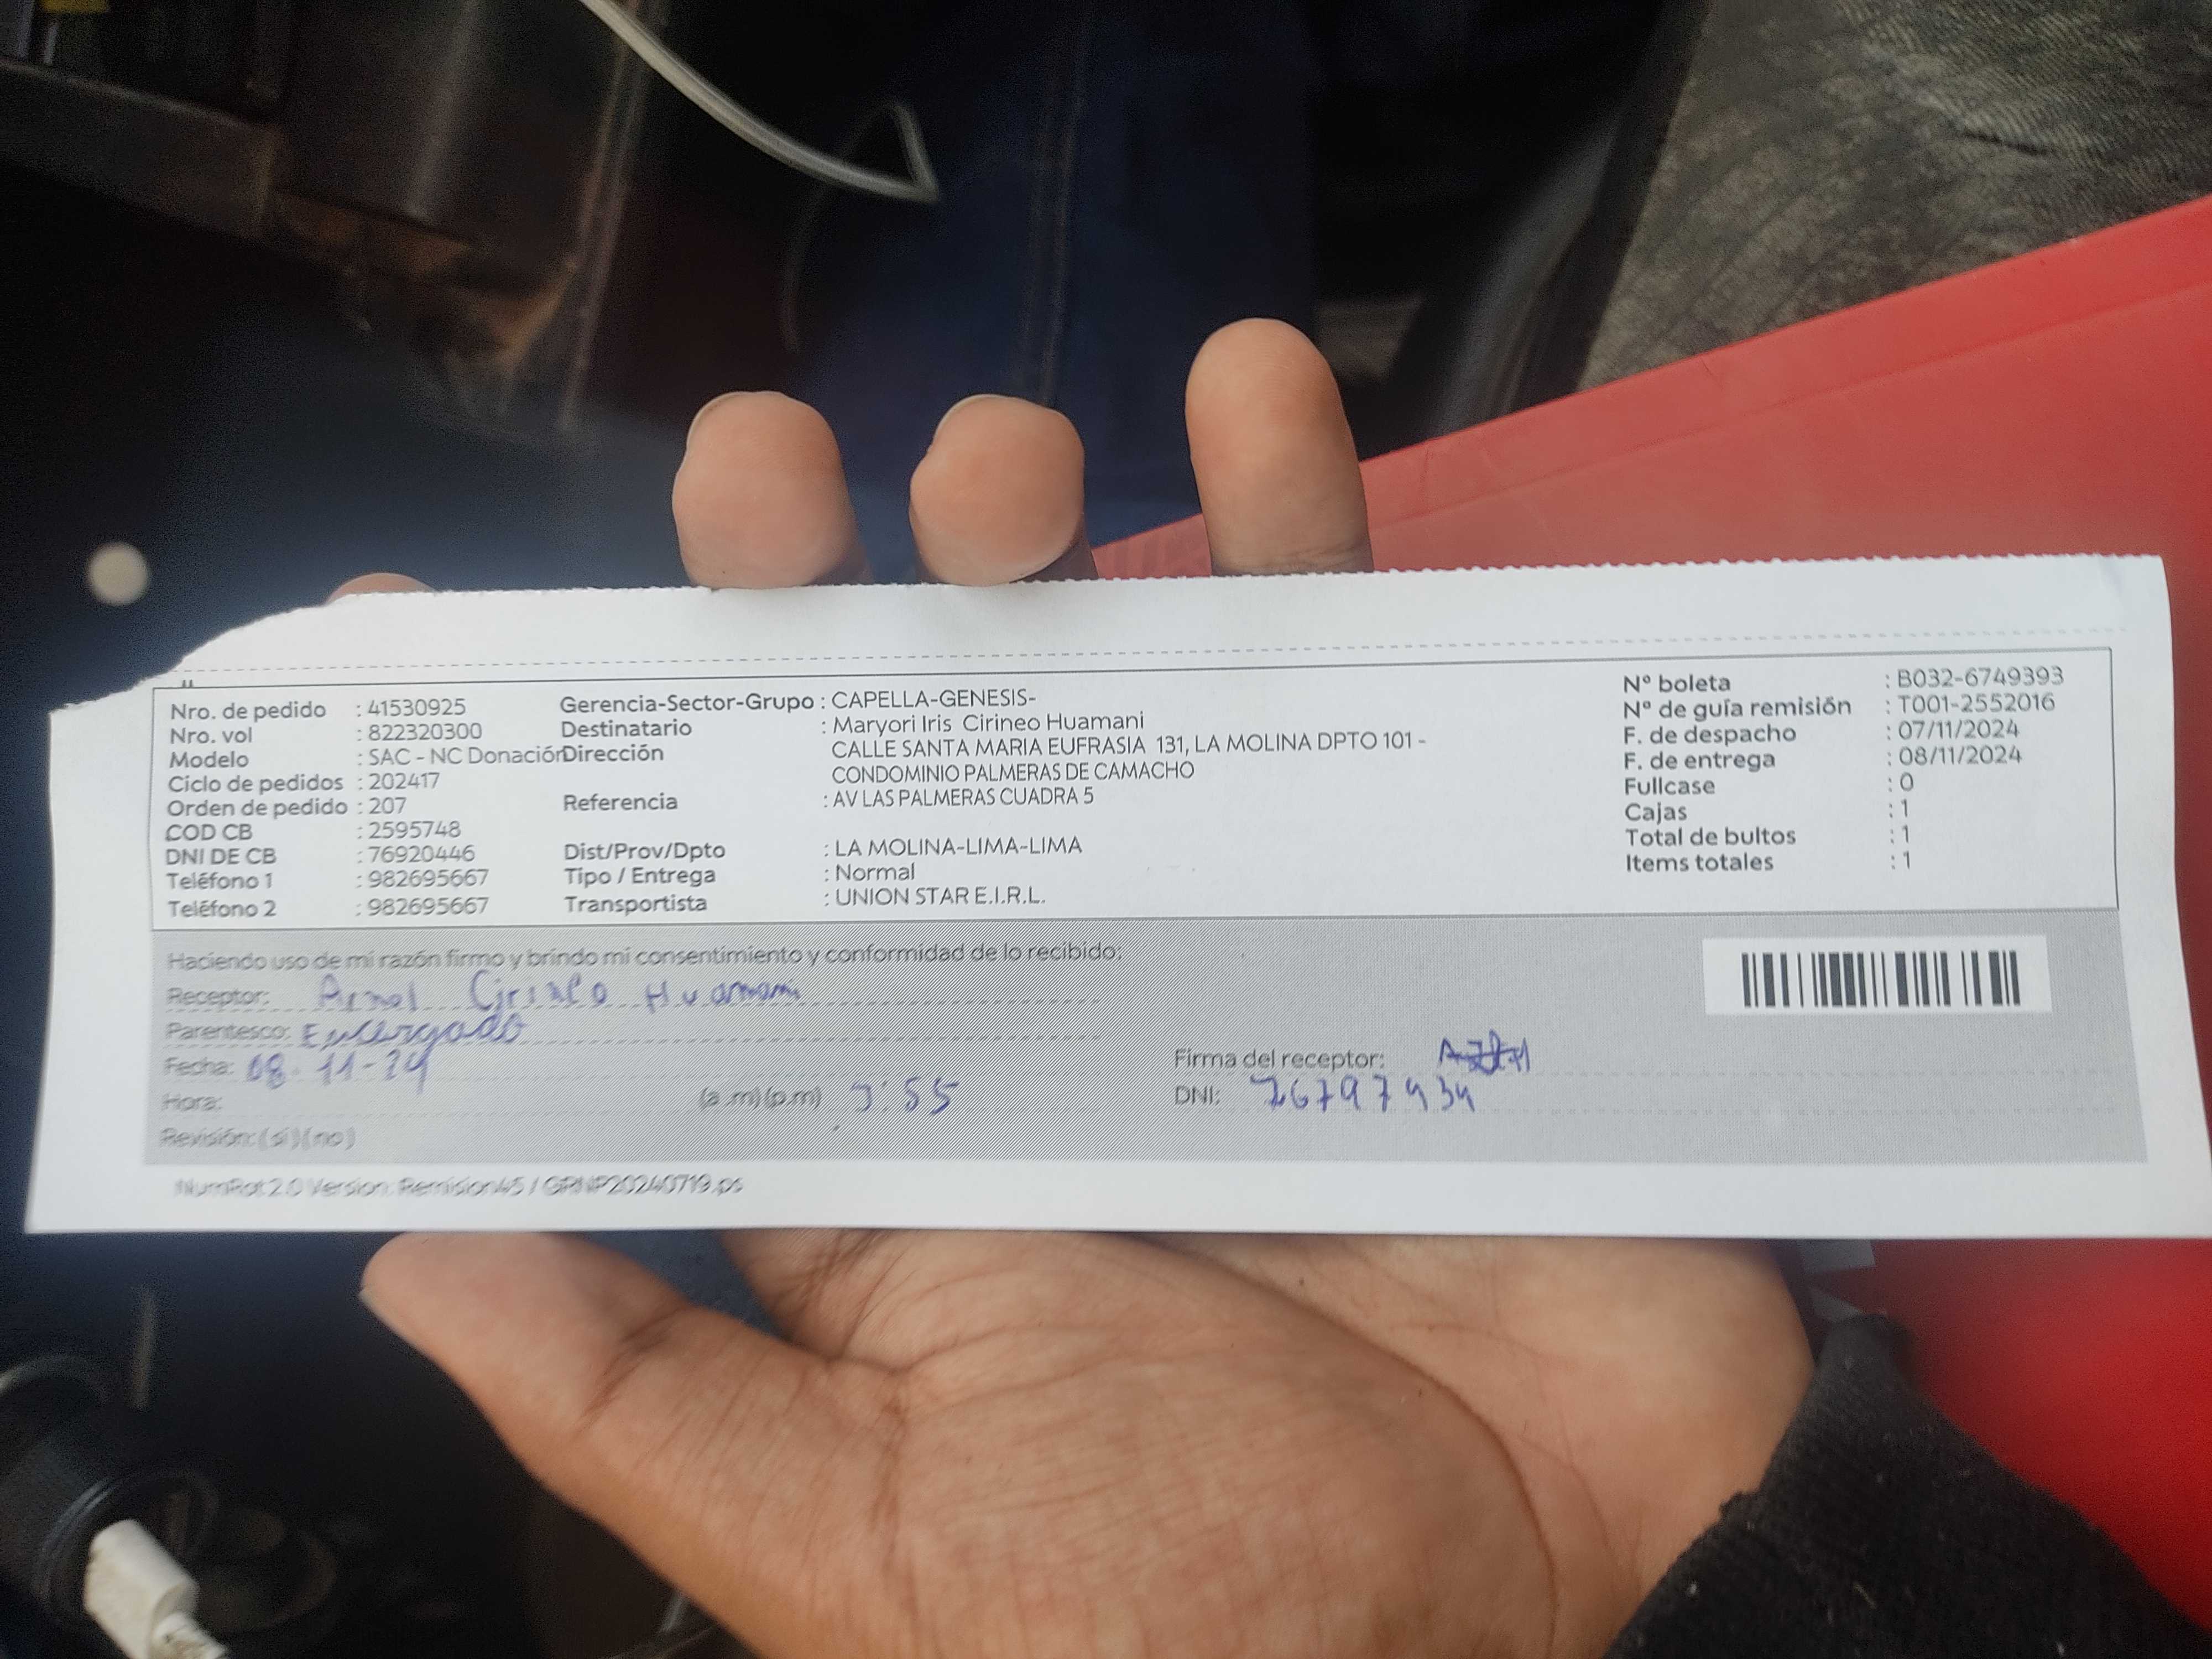 Nro. de pedido : 41530925
Nro. vol : 822320300
Modelo : SAC - NC Donación
Ciclo de pedidos : 202417
Orden de pedido : 207
COD CB : 2595748
DNI DE CB : 76920446
Teléfono 1 : 982695667
Teléfono 2 : 982695667
Gerencia-Sector-Grupo : CAPELLA-GENESIS-
Destinatario : Maryori Iris Cirineo Huamani
Dirección CALLE SANTA MARIA EUFRASIA 131, LA MOLINA DPTO 101 -
CONDOMINIO PALMERAS DE CAMACHO
Referencia : AV LAS PALMERAS CUADRA 5
Dist/Prov/Dpto : LA MOLINA-LIMA-LIMA
Tipo / Entrega : Normal
Transportista : UNION STAR E.I.R.L.
N° boleta : B032-6749393
N° de guía remisión : T001-2552016
F. de despacho : 07/11/2024
F. de entrega : 08/11/2024
Fullcase : 0
Cajas : 1
Total de bultos : 1
Items totales : 1
Haciendo uso de mi razón firmo y brindo mi consentimiento y conformidad de lo recibido:
Receptor: Huamani
Parentesco: Encargado
Fecha: 08-11-24
Hora: (a.m)(p.m) :55
Revisión: (si)(no)
Firma del receptor:
DNI:
NumRot2.0 Version: Remision45 / GRNP20240719.ps